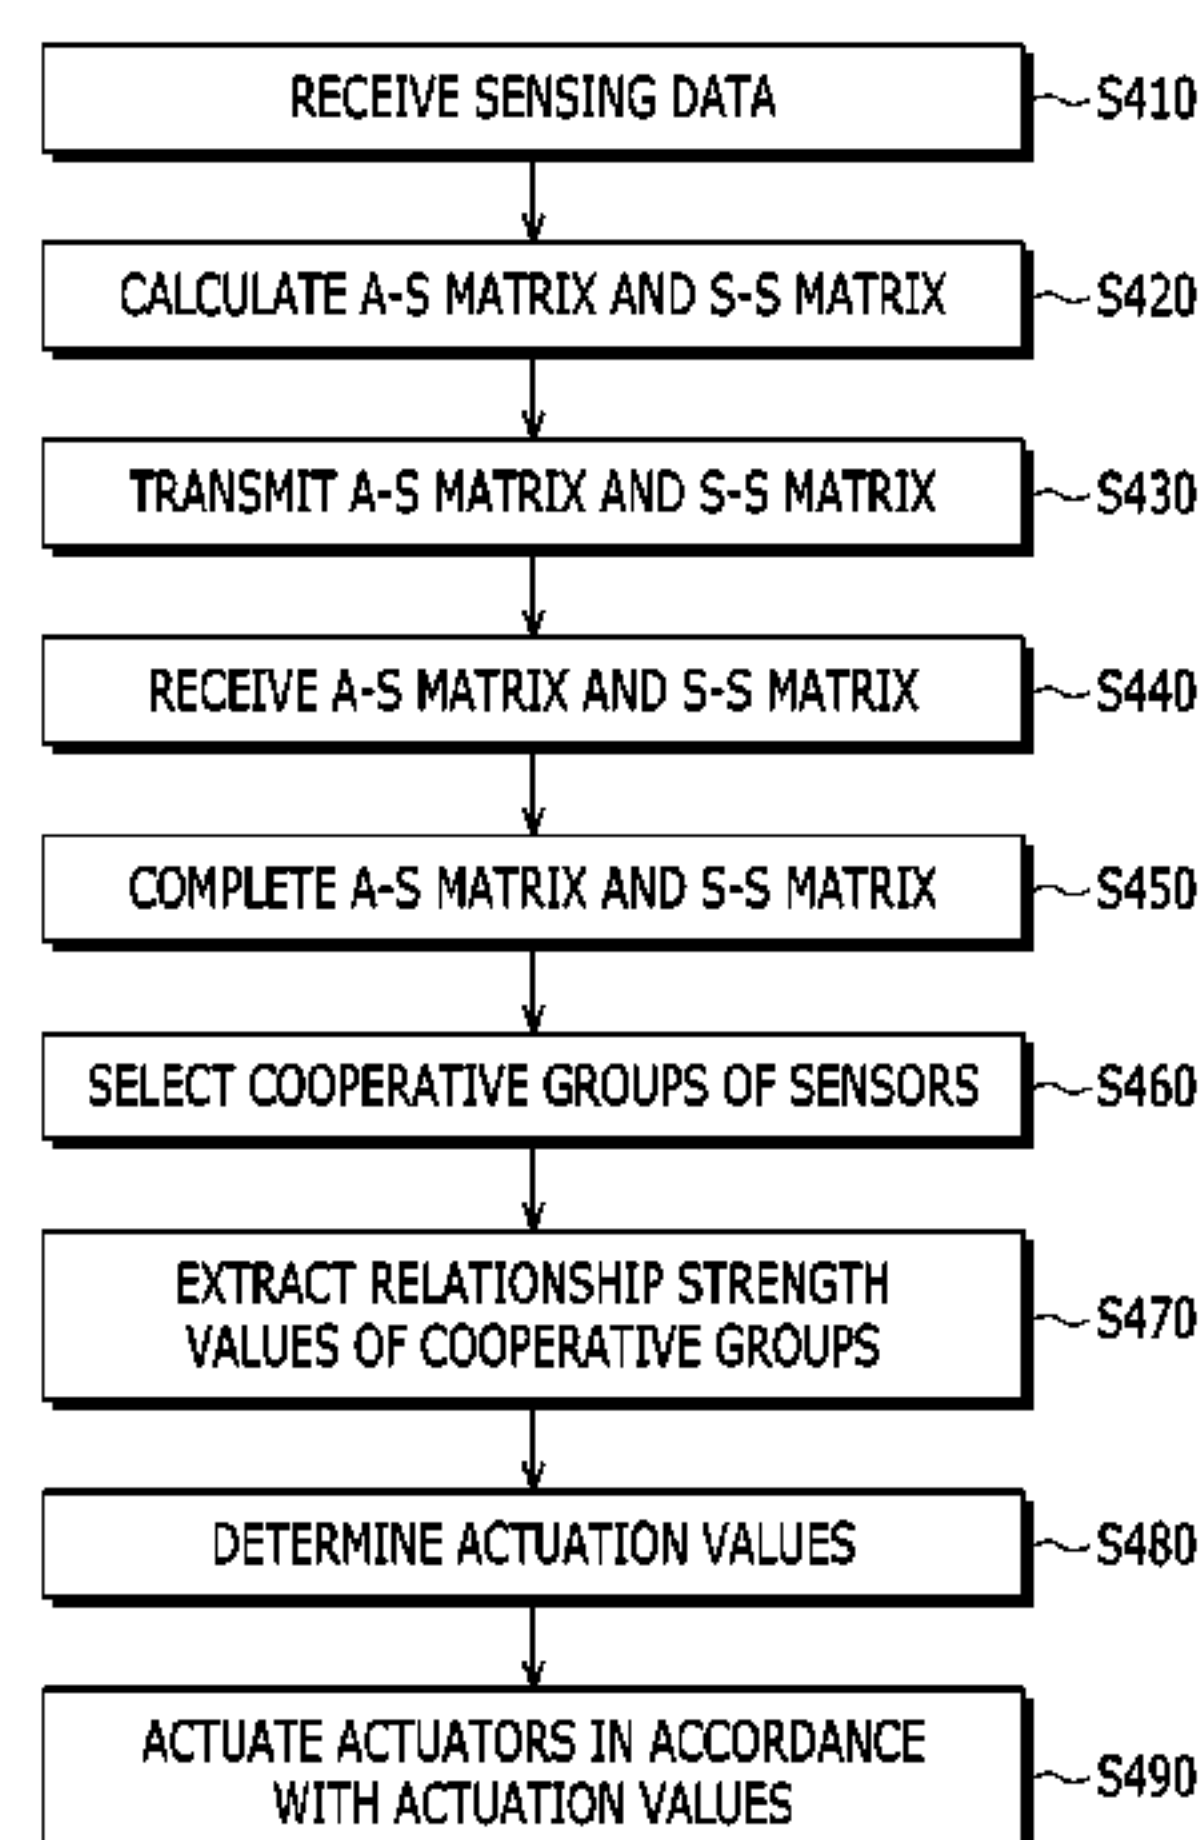 RECEIVE SENSING DATA
S410
CALCULATE A-S MATRIX AND S-S MATRIX
S420
TRANSMIT A-S MATRIX AND S-S MATRIX
S430
RECEIVE A-S MATRIX AND S-S MATRIX
S440
COMPLETE A-S MATRIX AND S-S MATRIX
S450
SELECT COOPERATIVE GROUPS OF SENSORS
S460
EXTRACT RELATIONSHIP STRENGTH
VALUES OF COOPERATIVE GROUPS
S470
DETERMINE ACTUATION VALUES
S480
ACTUATE ACTUATORS IN ACCORDANCE
WITH ACTUATION VALUES
S490